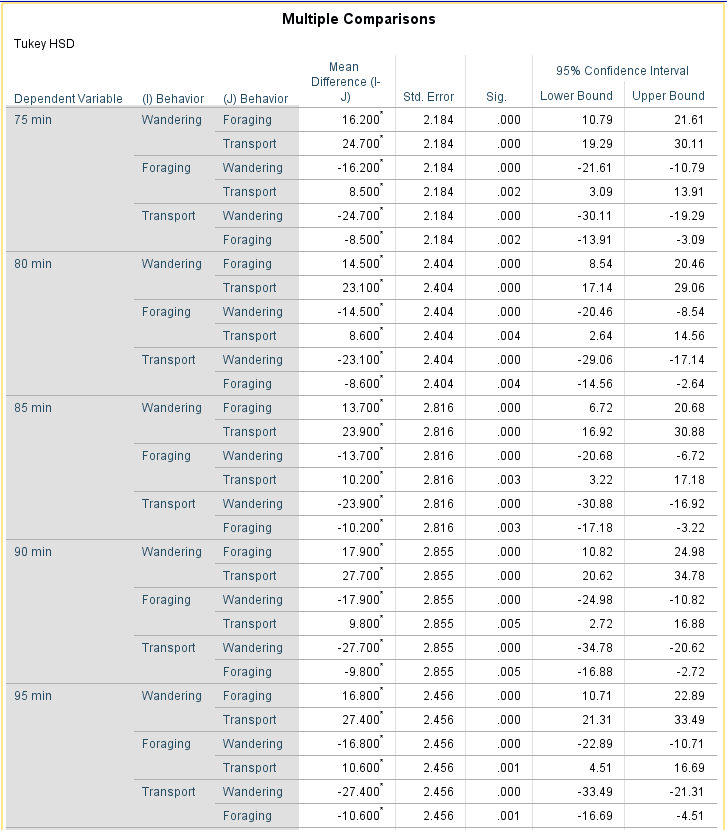 Multiple Comparisons
Tukey HSD
Dependent Variable (I) Behavior (J) Behavior Mean Difference (I-J) Std. Error Sig. 95% Confidence Interval Lower Bound Upper Bound
75 min Wandering Foraging 16.200* 2.184 .000 10.79 21.61
Transport 24.700* 2.184 .000 19.29 30.11
Foraging Wandering -16.200* 2.184 .000 -21.61 -10.79
Transport 8.500* 2.184 .002 3.09 13.91
Transport Wandering -24.700* 2.184 .000 -30.11 -19.29
Foraging -8.500* 2.184 .002 -13.91 -3.09
80 min Wandering Foraging 14.500* 2.404 .000 8.54 20.46
Transport 23.100* 2.404 .000 17.14 29.06
Foraging Wandering -14.500* 2.404 .000 -20.46 -8.54
Transport 8.600* 2.404 .004 2.64 14.56
Transport Wandering -23.100* 2.404 .000 -29.06 -17.14
Foraging -8.600* 2.404 .004 -14.56 -2.64
85 min Wandering Foraging 13.700* 2.816 .000 6.72 20.68
Transport 23.900* 2.816 .000 16.92 30.88
Foraging Wandering -13.700* 2.816 .000 -20.68 -6.72
Transport 10.200* 2.816 .003 3.22 17.18
Transport Wandering -23.900* 2.816 .000 -30.88 -16.92
Foraging -10.200* 2.816 .003 -17.18 -3.22
90 min Wandering Foraging 17.900* 2.855 .000 10.82 24.98
Transport 27.700* 2.855 .000 20.62 34.78
Foraging Wandering -17.900* 2.855 .000 -24.98 -10.82
Transport 9.800* 2.855 .005 2.72 16.88
Transport Wandering -27.700* 2.855 .000 -34.78 -20.62
Foraging -9.800* 2.855 .005 -16.88 -2.72
95 min Wandering Foraging 16.800* 2.456 .000 10.71 22.89
Transport 27.400* 2.456 .000 21.31 33.49
Foraging Wandering -16.800* 2.456 .000 -22.89 -10.71
Transport 10.600* 2.456 .001 4.51 16.69
Transport Wandering -27.400* 2.456 .000 -33.49 -21.31
Foraging -10.600* 2.456 .001 -16.69 -4.51